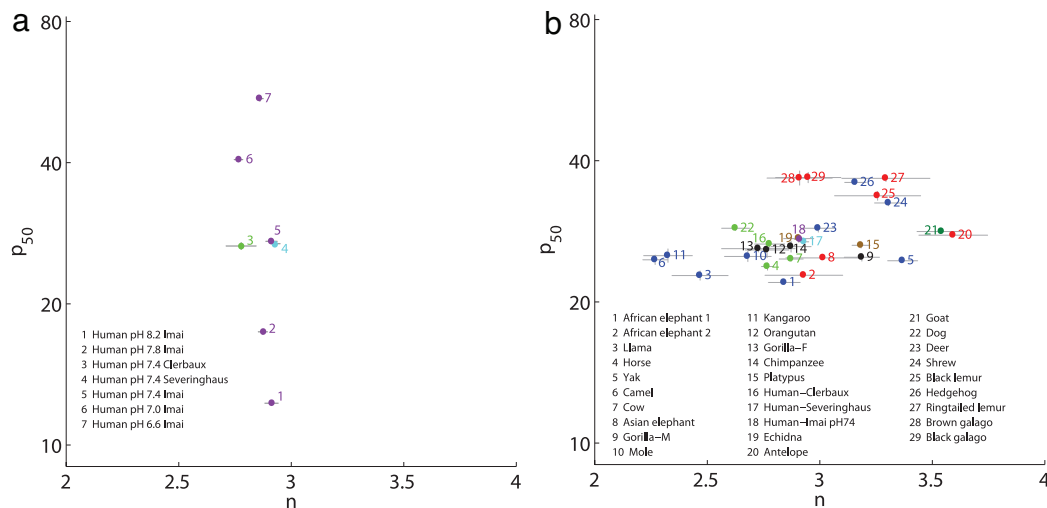 a
80
40
20
10
p50
2
2.5
3
3.5
4
n
7
6
5
3
4
2
1
1 Human pH 8.2 Imai
2 Human pH 7.8 Imai
3 Human pH 7.4 Clerbaux
4 Human pH 7.4 Severinghaus
5 Human pH 7.4 Imai
6 Human pH 7.0 Imai
7 Human pH 6.6 Imai
b
80
40
20
10
p50
2
2.5
3
3.5
4
n
28 29 26 27
25
24
22 18 23 21 20
16 19 17
13 12 14 15
11 10 7 8 9 5
6 4
3 2
1
1 African elephant 1
2 African elephant 2
3 Llama
4 Horse
5 Yak
6 Camel
7 Cow
8 Asian elephant
9 Gorilla–M
10 Mole
11 Kangaroo
12 Orangutan
13 Gorilla–F
14 Chimpanzee
15 Platypus
16 Human–Clerbaux
17 Human–Severinghaus
18 Human–Imai pH74
19 Echidna
20 Antelope
21 Goat
22 Dog
23 Deer
24 Shrew
25 Black lemur
26 Hedgehog
27 Ringtailed lemur
28 Brown galago
29 Black galago